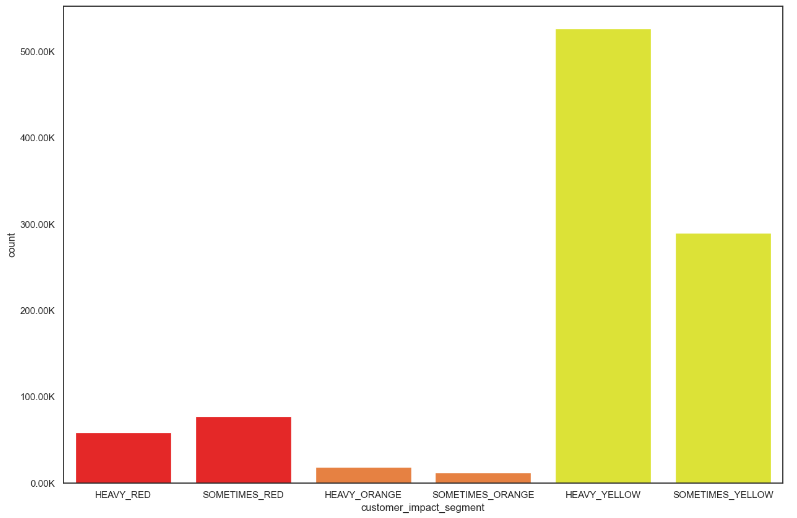 500.00K
400.00K
300.00K
200.00K
100.00K
0.00K
count
HEAVY_RED SOMETIMES_RED HEAVY_ORANGE SOMETIMES_ORANGE HEAVY_YELLOW SOMETIMES_YELLOW
customer_impact_segment